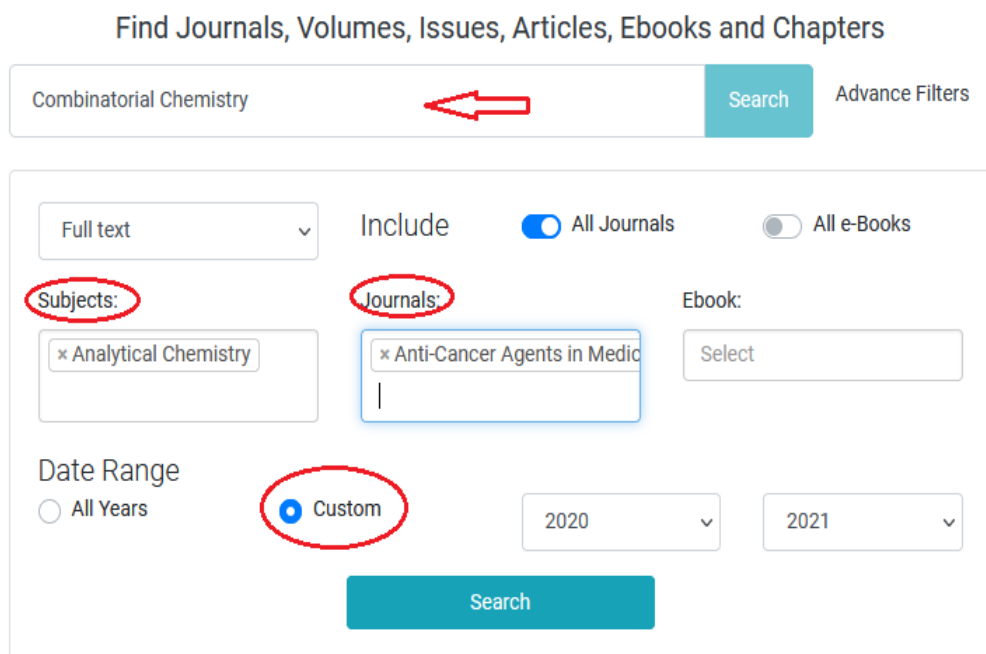 Find Journals, Volumes, Issues, Articles, Ebooks and Chapters
Combinatorial Chemistry
Search
Advance Filters
Full text
Include
All Journals
All e-Books
Subjects:
Journals:
Ebook:
× Analytical Chemistry
× Anti-Cancer Agents in Medic
Select
Date Range
All Years
Custom
2020
2021
Search